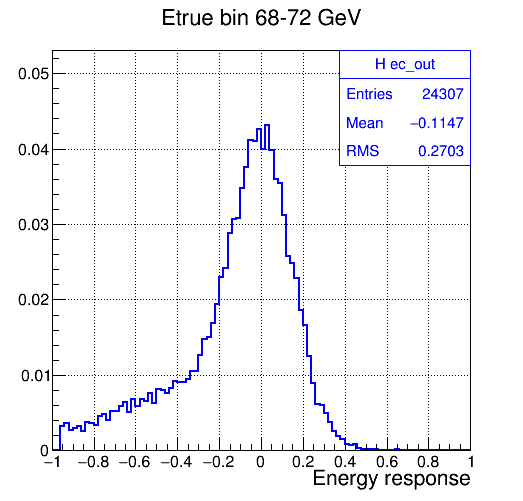 Etrue bin 68-72 GeV
H ec_out
Entries 24307
Mean −0.1147
RMS 0.2703
0.05
0.04
0.03
0.02
0.01
0
−1 −0.8 −0.6 −0.4 −0.2 0 0.2 0.4 0.6 0.8 1
Energy response